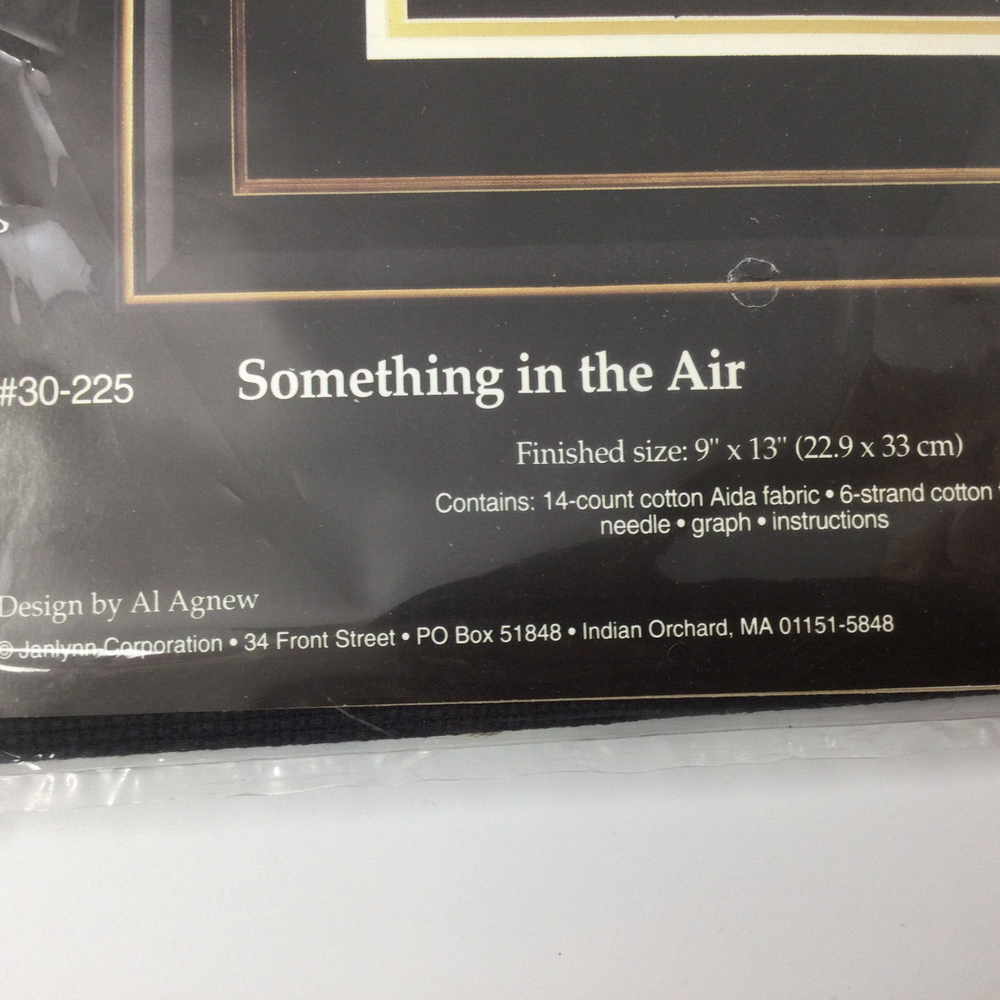 #30-225 Something in the Air
Finished size: 9" x 13" (22.9 x 33 cm)
Contains: 14-count cotton Aida fabric • 6-strand cotton
needle • graph • instructions
Design by Al Agnew
© Janlynn Corporation • 34 Front Street • PO Box 51848 • Indian Orchard, MA 01151-5848